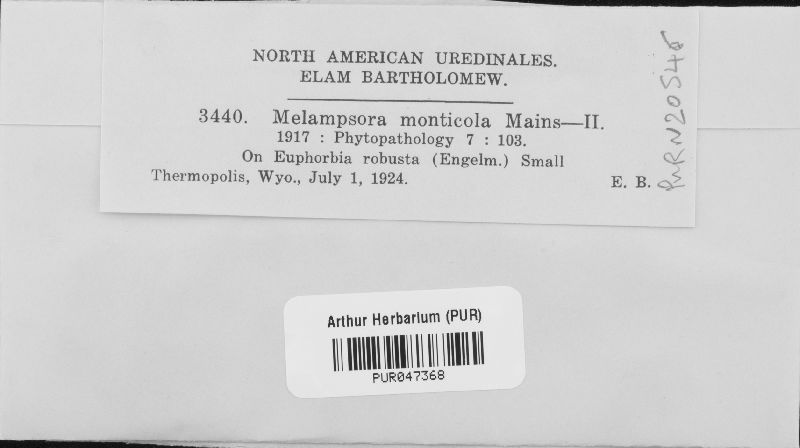 NORTH AMERICAN UREDINALES.
ELAM BARTHOLOMEW.
3440. Melampsora monticola Mains—II.
1917 : Phytopathology 7 : 103.
On Euphorbia robusta (Engelm.) Small
Thermopolis, Wyo., July 1, 1924. E. B.
PUR N20548
Arthur Herbarium (PUR)
PUR047368